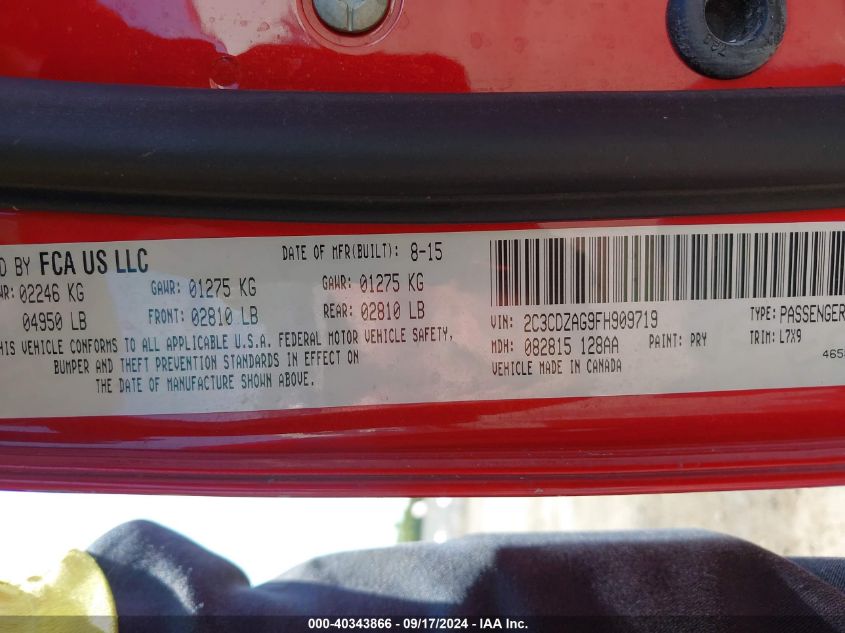 D BY FCA US LLC DATE OF MFR(BUILT): 8-15
WR: 02246 KG GAWR: 01275 KG GAWR: 01275 KG
04950 LB FRONT: 02810 LB REAR: 02810 LB
THIS VEHICLE CONFORMS TO ALL APPLICABLE U.S.A. FEDERAL MOTOR VEHICLE SAFETY,
BUMPER AND THEFT PREVENTION STANDARDS IN EFFECT ON
THE DATE OF MANUFACTURE SHOWN ABOVE.
VIN: 2C3CDZAG9FH909719 TYPE: PASSENGER
MDH: 082815 128AA PAINT: PRY TRIM: L7X9
VEHICLE MADE IN CANADA
000-40343866 - 09/17/2024 - IAA Inc.